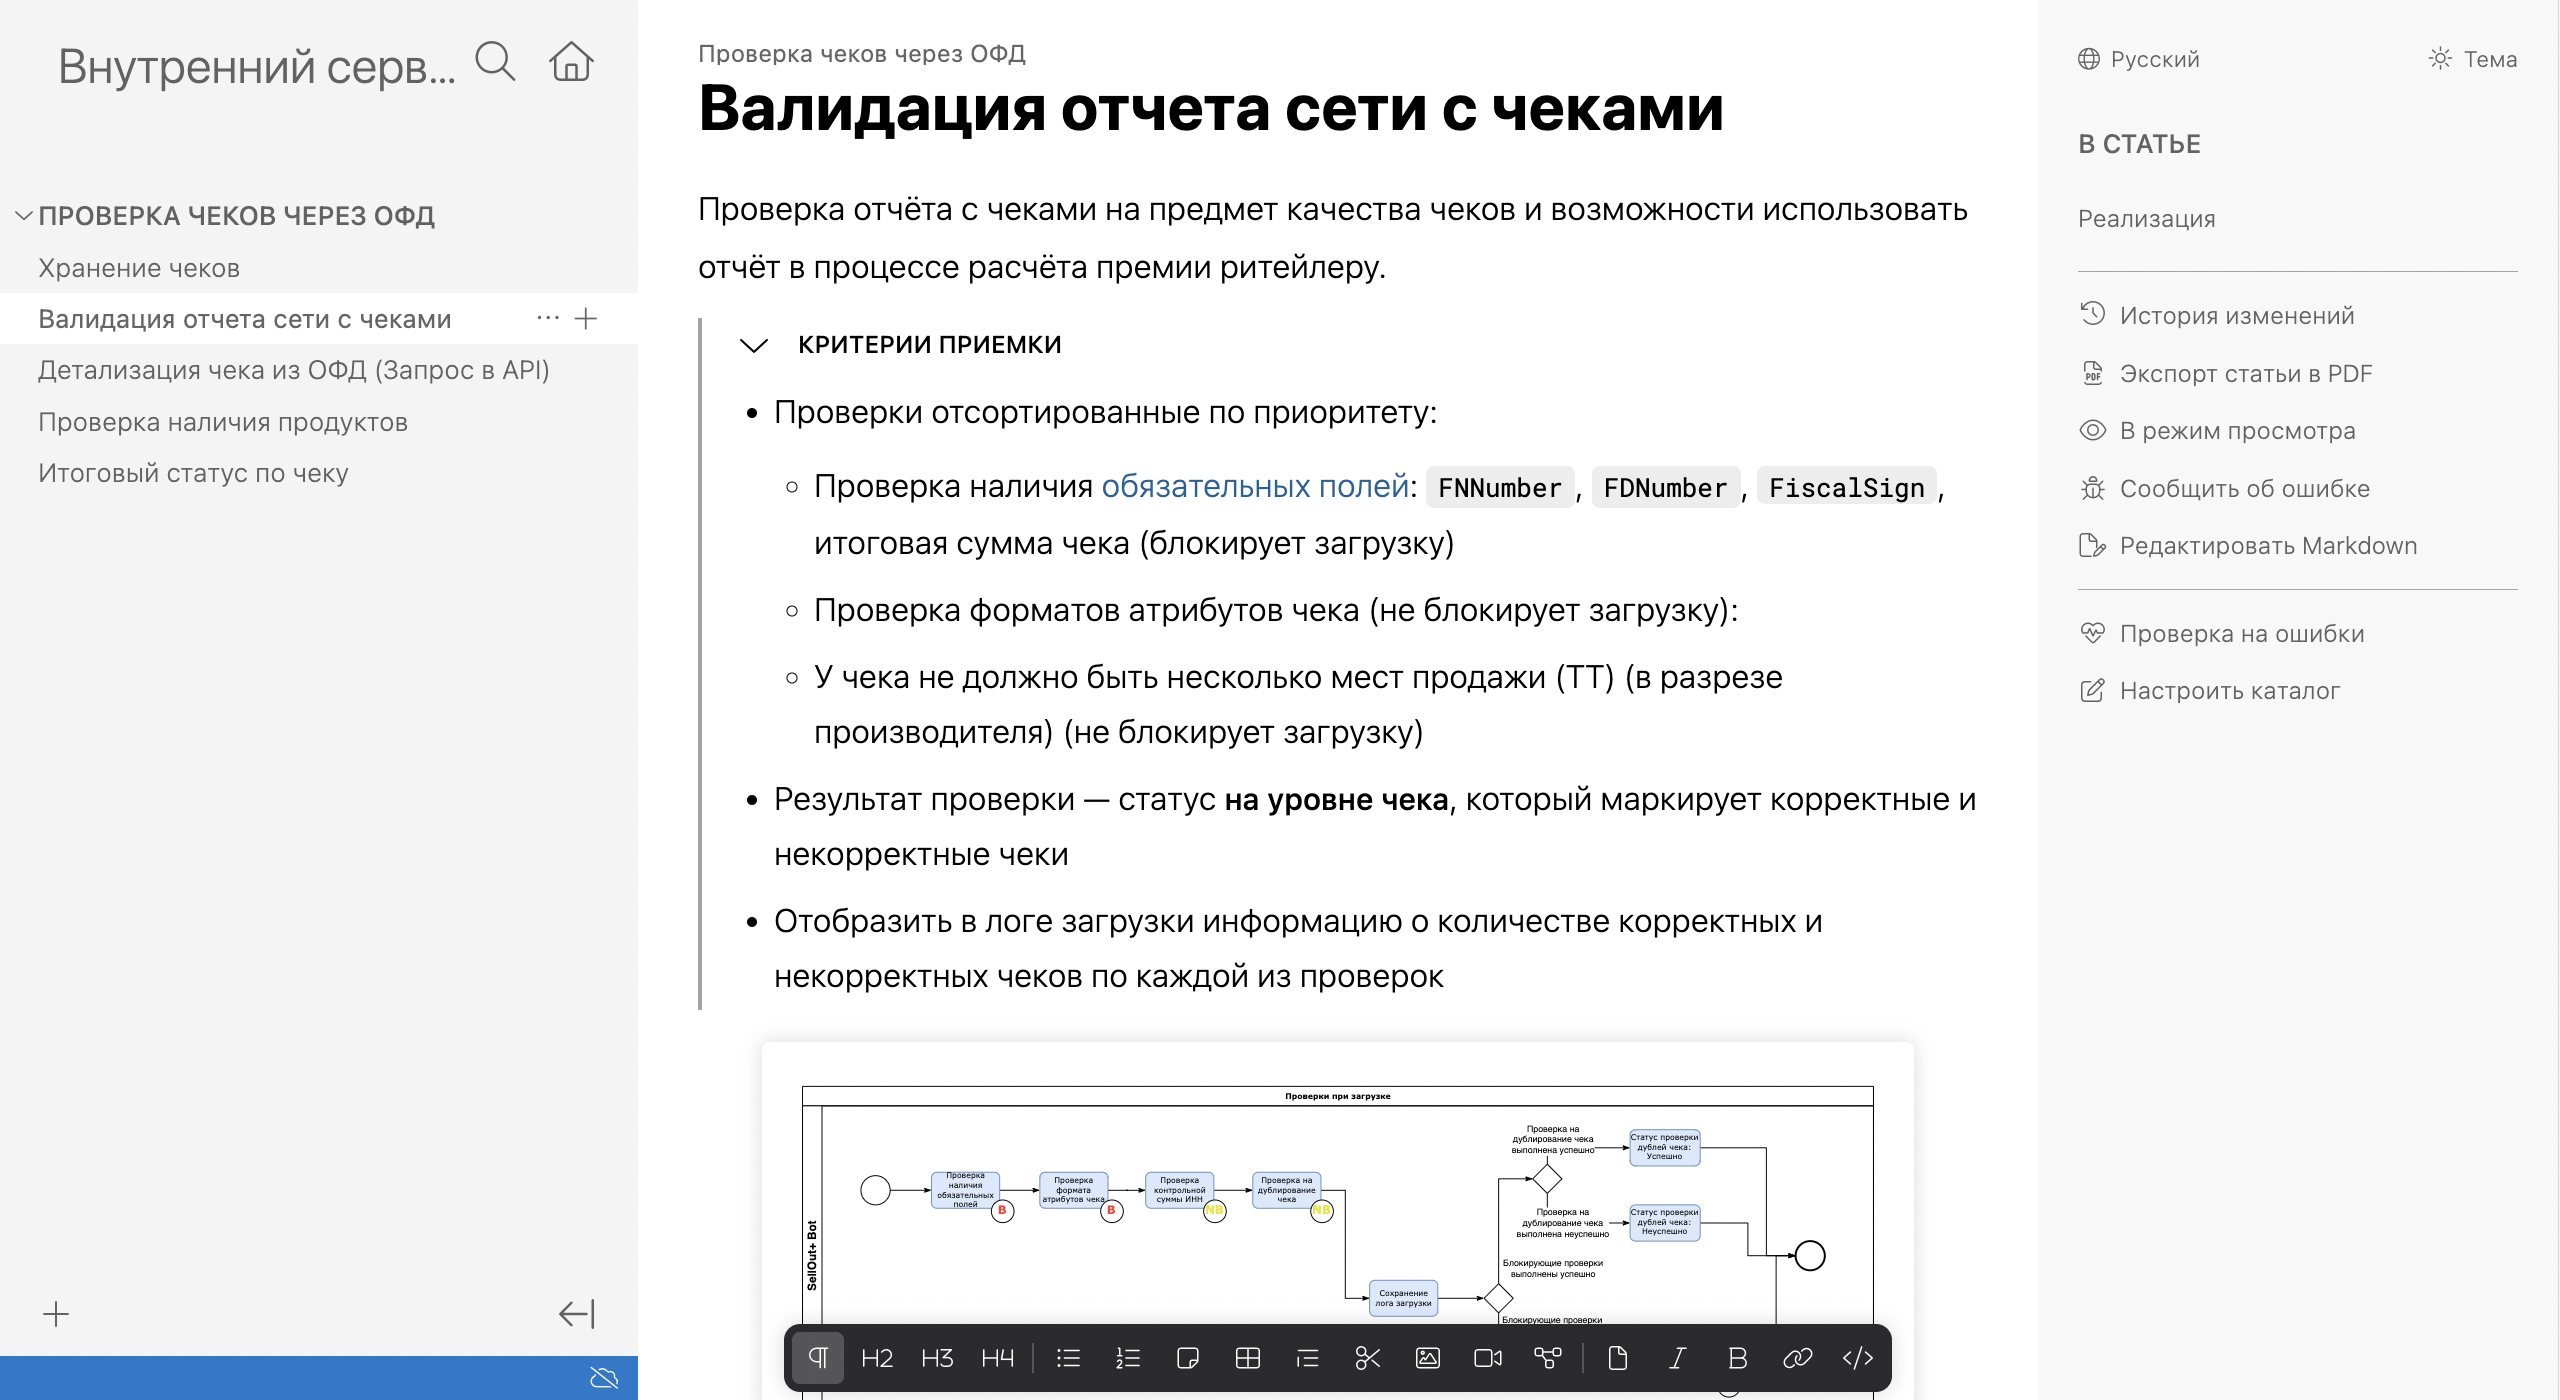 Внутренний серв...
ПРОВЕРКА ЧЕКОВ ЧЕРЕЗ ОФД
Хранение чеков
Валидация отчета сети с чеками
Детализация чека из ОФД (Запрос в API)
Проверка наличия продуктов
Итоговый статус по чеку
Проверка чеков через ОФД
Валидация отчета сети с чеками
Проверка отчёта с чеками на предмет качества чеков и возможности использовать
отчёт в процессе расчёта премии ритейлеру.
КРИТЕРИИ ПРИЕМКИ
Проверки отсортированные по приоритету:
Проверка наличия обязательных полей: FNNumber, FDNumber, FiscalSign,
итоговая сумма чека (блокирует загрузку)
Проверка форматов атрибутов чека (не блокирует загрузку):
У чека не должно быть несколько мест продажи (ТТ) (в разрезе
производителя) (не блокирует загрузку)
Результат проверки — статус на уровне чека, который маркирует корректные и
некорректные чеки
Отобразить в логе загрузки информацию о количестве корректных и
некорректных чеков по каждой из проверок
Проверки при загрузке
SellOut+ Bot
Проверка
наличия
обязательных
полей
B
Проверка
формата
атрибутов чека
B
Проверка
контрольной
суммы ИНН
NB
Проверка на
дублирование
чека
NB
Проверка на
дублирование чека
выполнена успешно
Статус проверки
дублей чека:
Успешно
Проверка на
дублирование чека
выполнена неуспешно
Статус проверки
дублей чека:
Неуспешно
Блокирующие проверки
выполнены успешно
Сохранение
лога загрузки
Блокирующие проверки
H2 H3 H4
Русский
Тема
В СТАТЬЕ
Реализация
История изменений
Экспорт статьи в PDF
В режим просмотра
Сообщить об ошибке
Редактировать Markdown
Проверка на ошибки
Настроить каталог